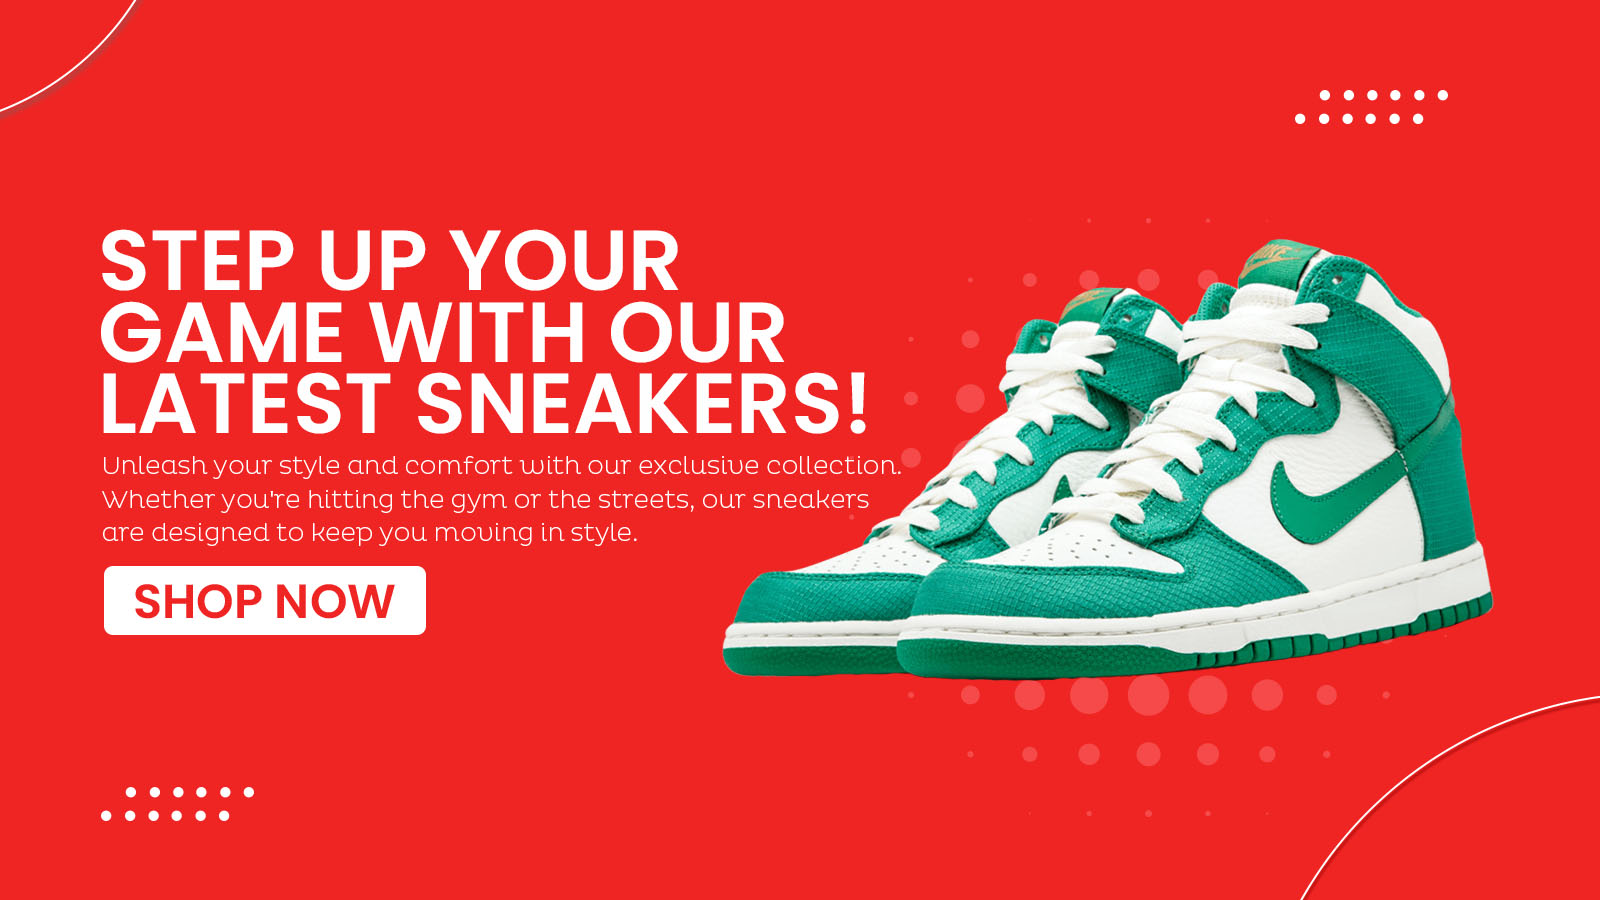 STEP UP YOUR
GAME WITH OUR
LATEST SNEAKERS!
Unleash your style and comfort with our exclusive collection.
Whether you're hitting the gym or the streets, our sneakers
are designed to keep you moving in style.
SHOP NOW
NIKE